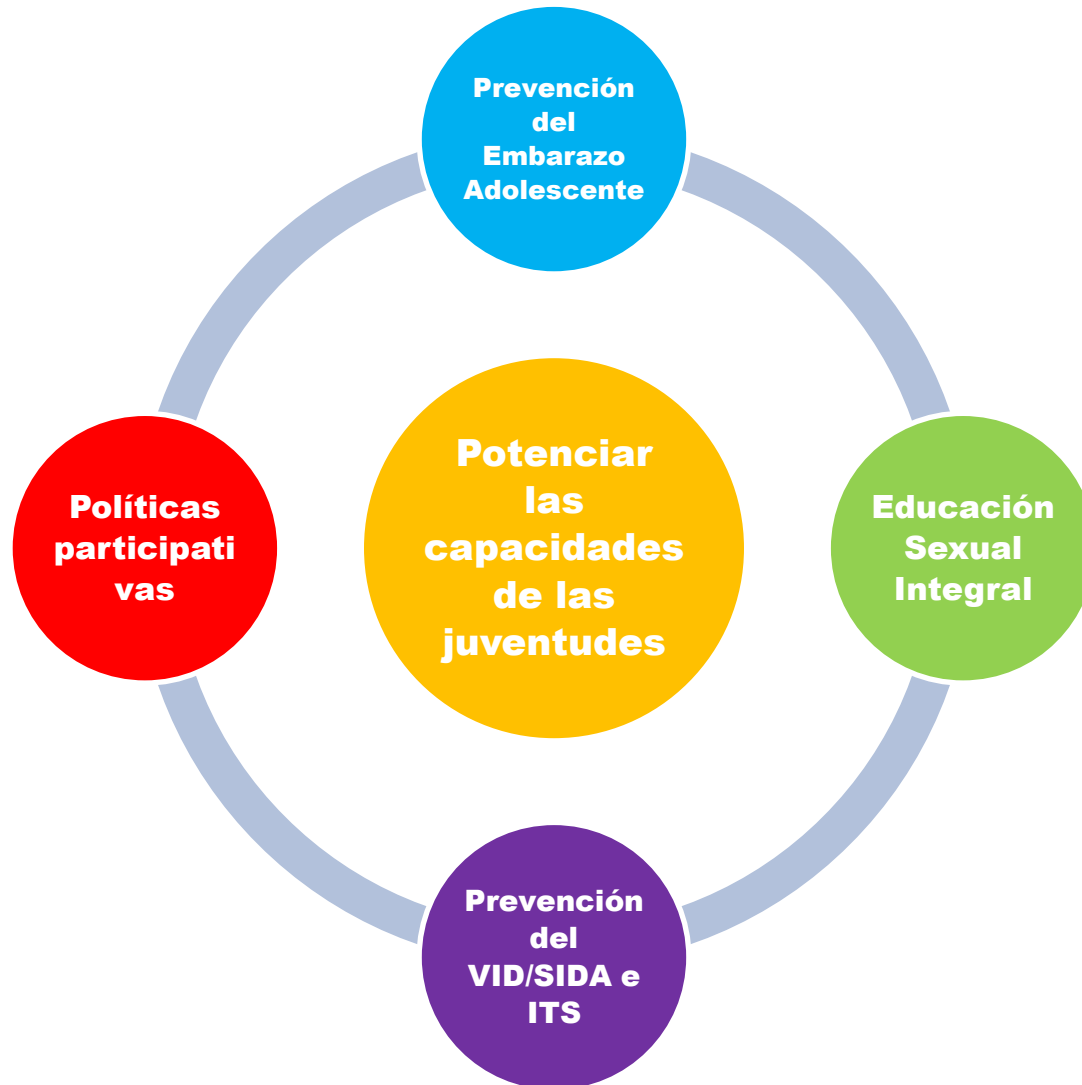 Prevención
del
Embarazo
Adolescente
Potenciar
las
capacidades
de las
juventudes
Políticas
participati
vas
Educación
Sexual
Integral
Prevención
del
VID/SIDA e
ITS